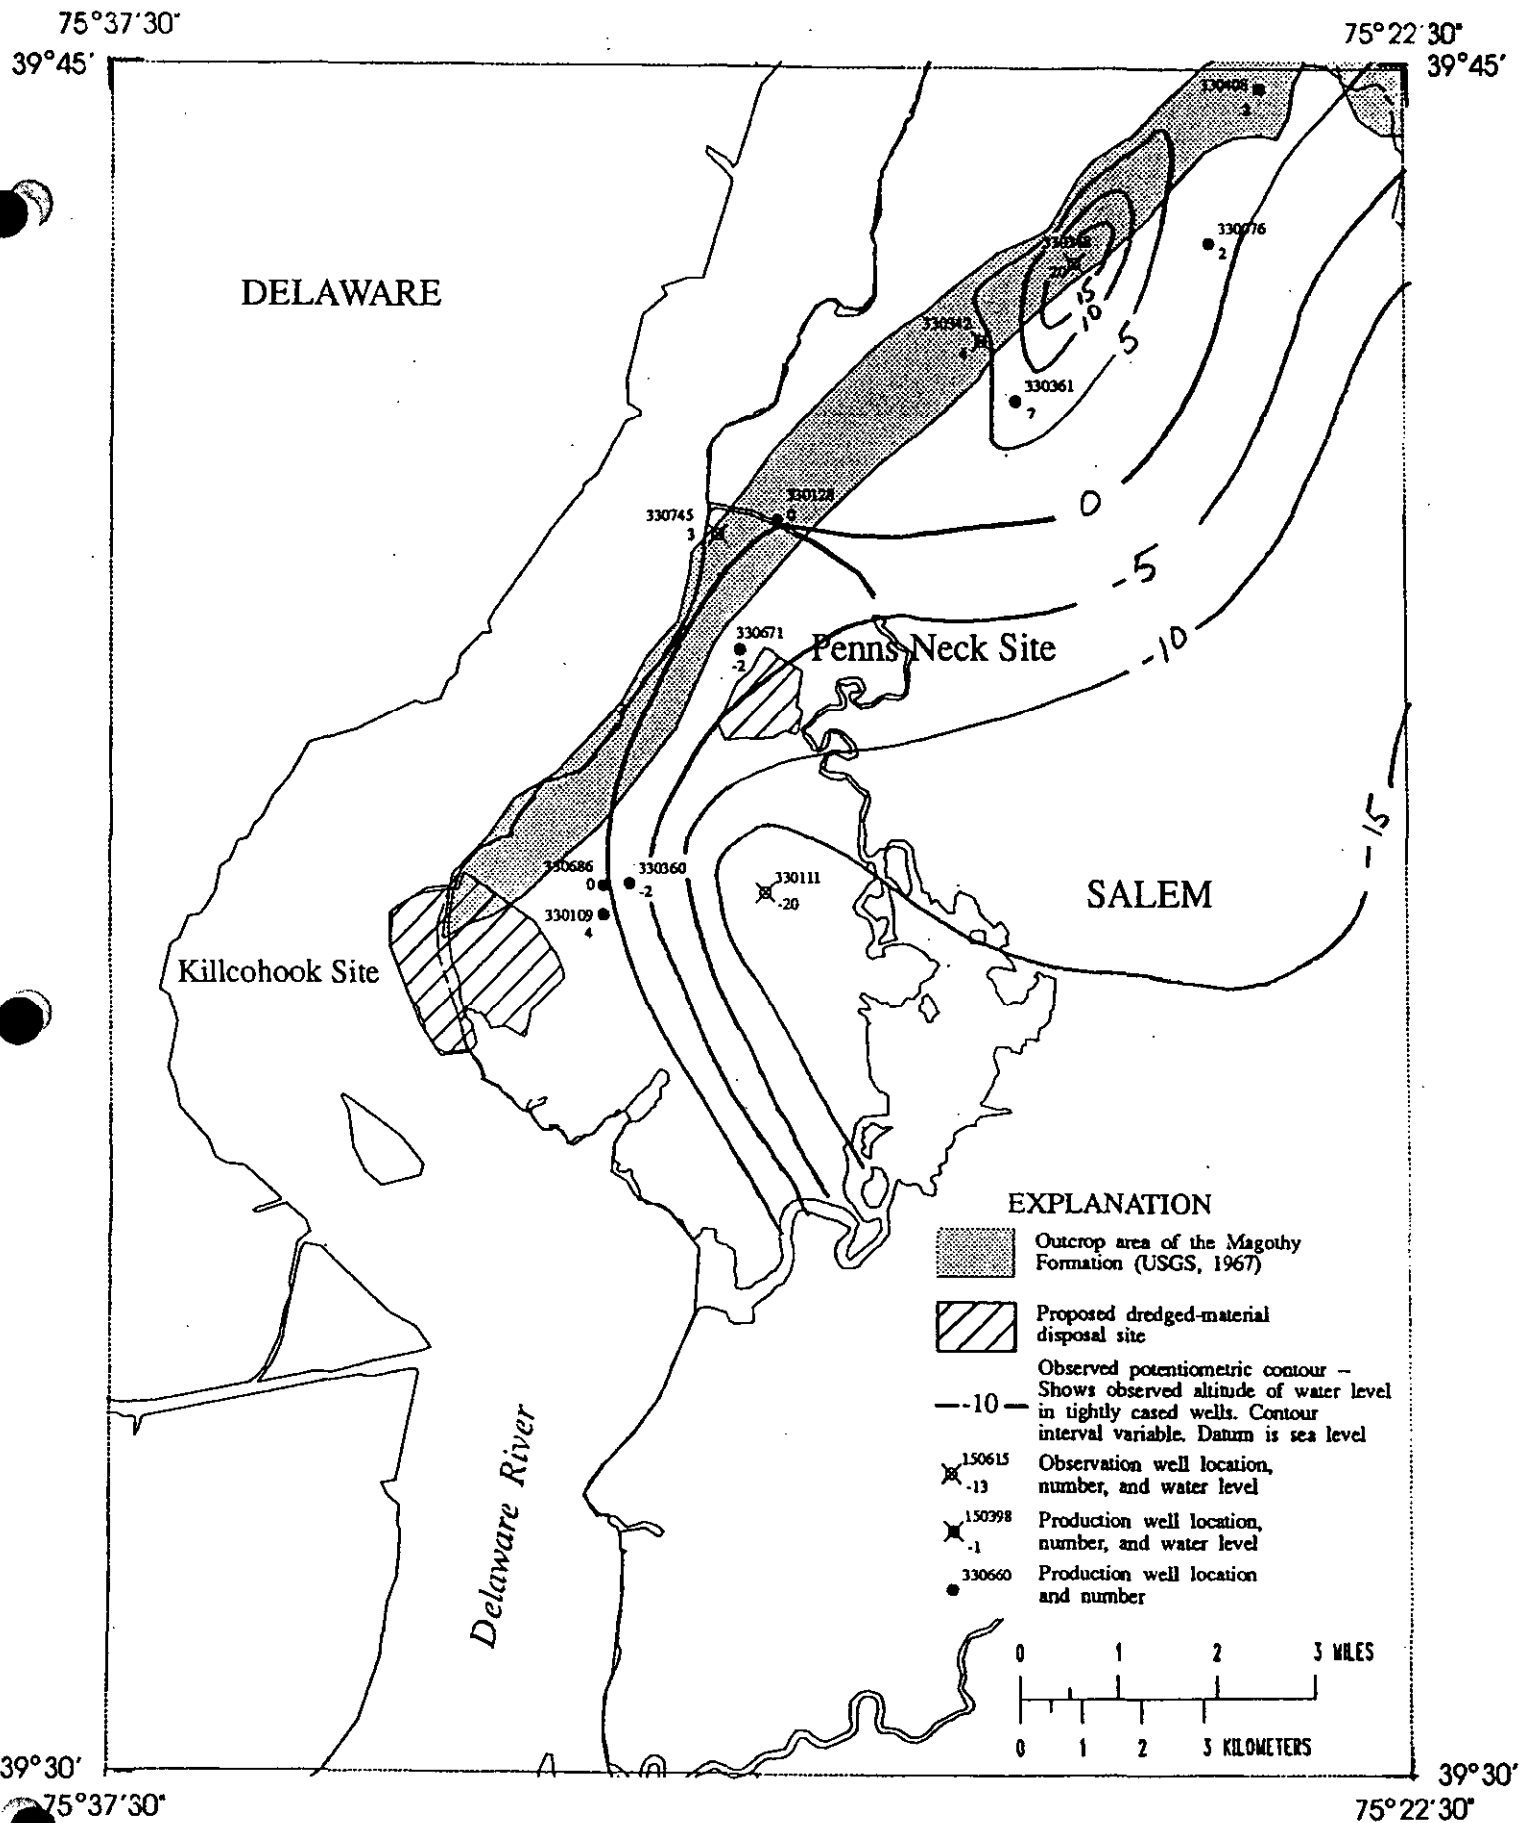 75°37'30"
75°22'30"
39°45'
39°45'
330408
2
330076
2
20
15
10
5
330342
4
330361
7
DELAWARE
330128
0
0
330745
3
-5
330671
-2
Penns Neck Site
-10
-15
330686
0
330360
-2
330111
-20
330109
4
SALEM
Killcohook Site
EXPLANATION
Outcrop area of the Magothy
Formation (USGS, 1967)
Proposed dredged-material
disposal site
Observed potentiometric contour –
Shows observed altitude of water level
-10
in tightly cased wells. Contour
interval variable. Datum is sea level
150615
-13
Observation well location,
number, and water level
150398
-1
Production well location,
number, and water level
330660
Production well location
and number
Delaware River
0 1 2 3 MILES
0 1 2 3 KILOMETERS
39°30'
39°30'
75°37'30"
75°22'30"